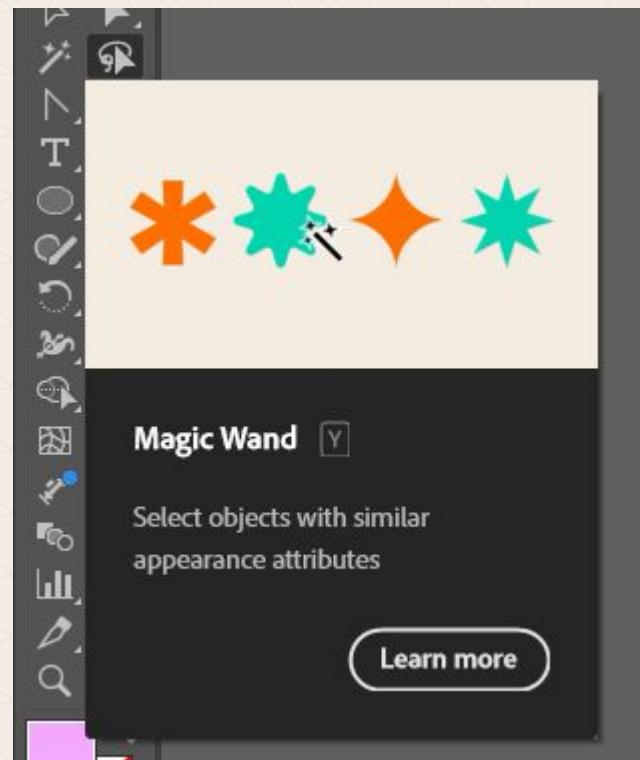 Magic Wand Y
Select objects with similar
appearance attributes
Learn more